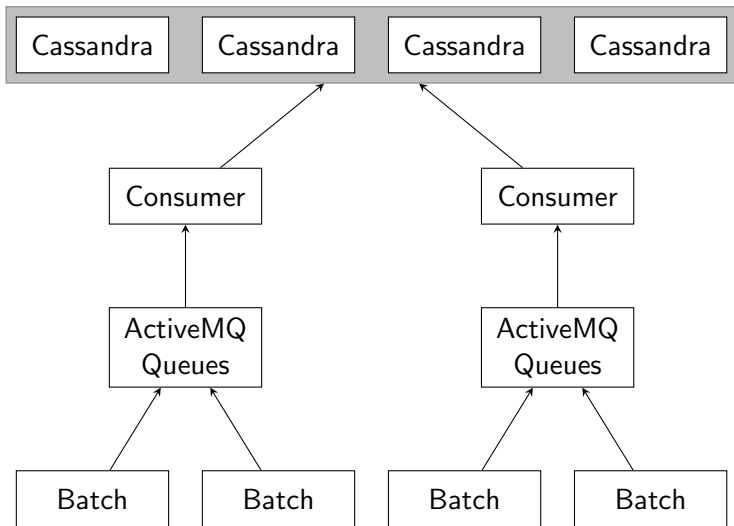 Cassandra Cassandra Cassandra Cassandra
Consumer Consumer
ActiveMQ ActiveMQ
Queues Queues
Batch Batch Batch Batch